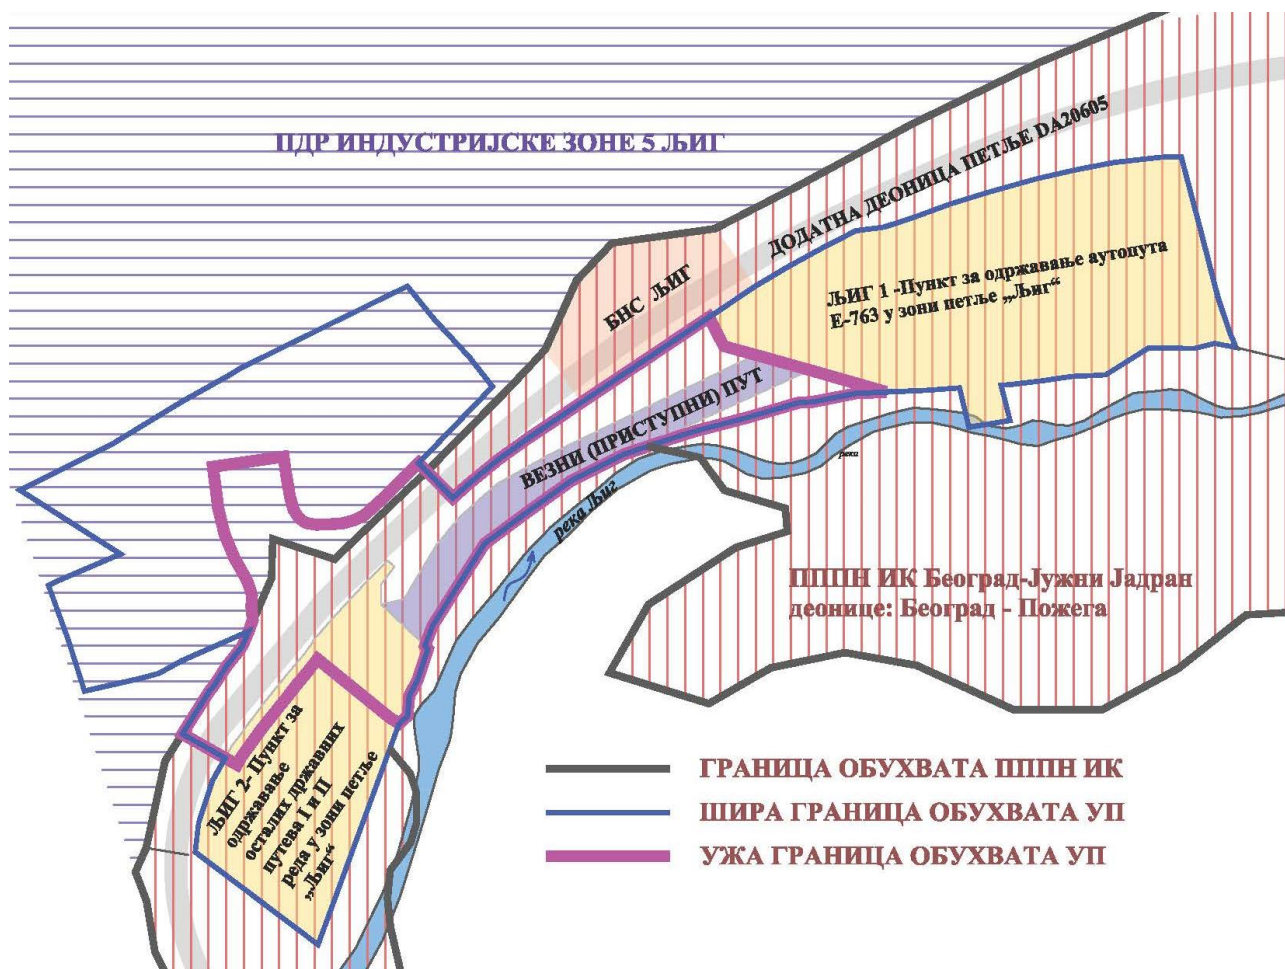 ПДР ИНДУСТРИЈСКЕ ЗОНЕ 5 ЉИГ
ДОДАТНА ДЕОНИЦА ПЕТЉЕ DA20605
БНС ЉИГ
ЉИГ 1 -Пункт за одржавање аутопута
Е-763 у зони петље „Љиг“
ВЕЗНИ (ПРИСТУПНИ) ПУТ
реки
река Љиг
ПППН ИК Београд-Јужни Јадран
деонице: Београд - Пожега
ЉИГ 2- Пункт за
одржавање
осталих државних
путева I и II
реда у зони петље
„Љиг“
ГРАНИЦА ОБУХВАТА ПППН ИК
ШИРА ГРАНИЦА ОБУХВАТА УП
УЖА ГРАНИЦА ОБУХВАТА УП